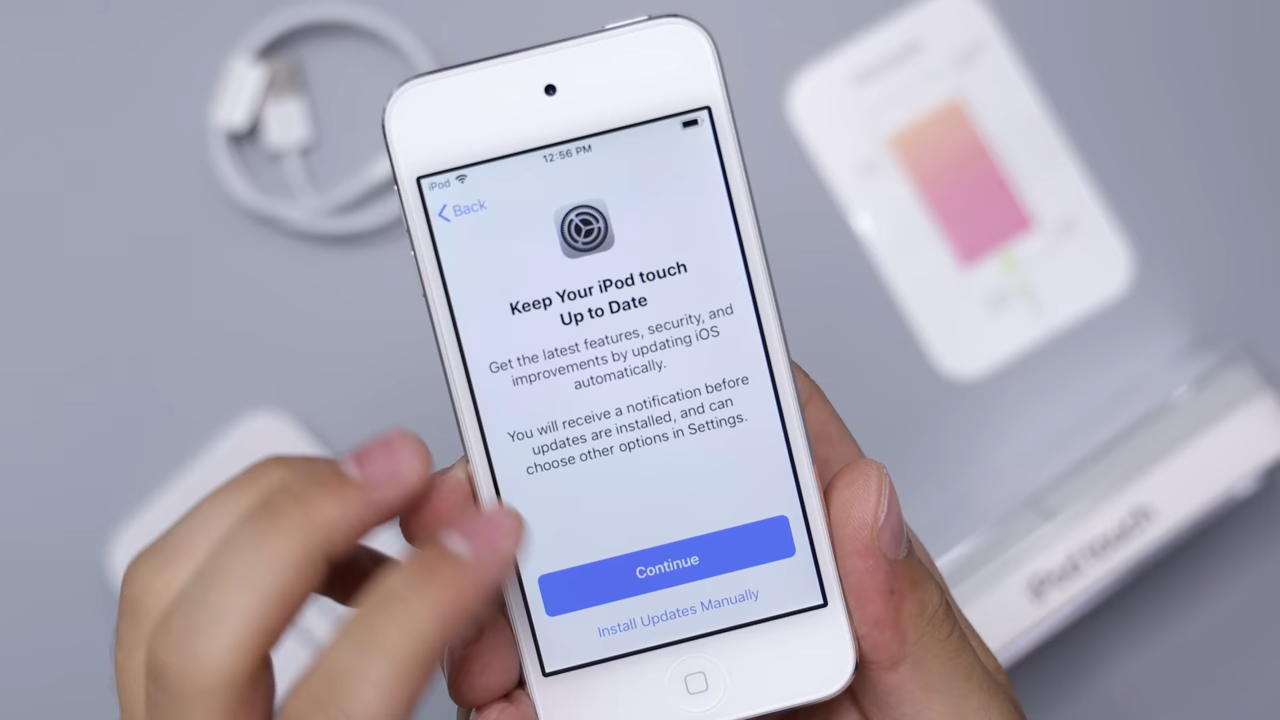 iPod
12:56 PM
Back
Keep Your iPod touch
Up to Date
Get the latest features, security, and
improvements by updating iOS
automatically.
You will receive a notification before
updates are installed, and can
choose other options in Settings.
Continue
Install Updates Manually
iPod touch